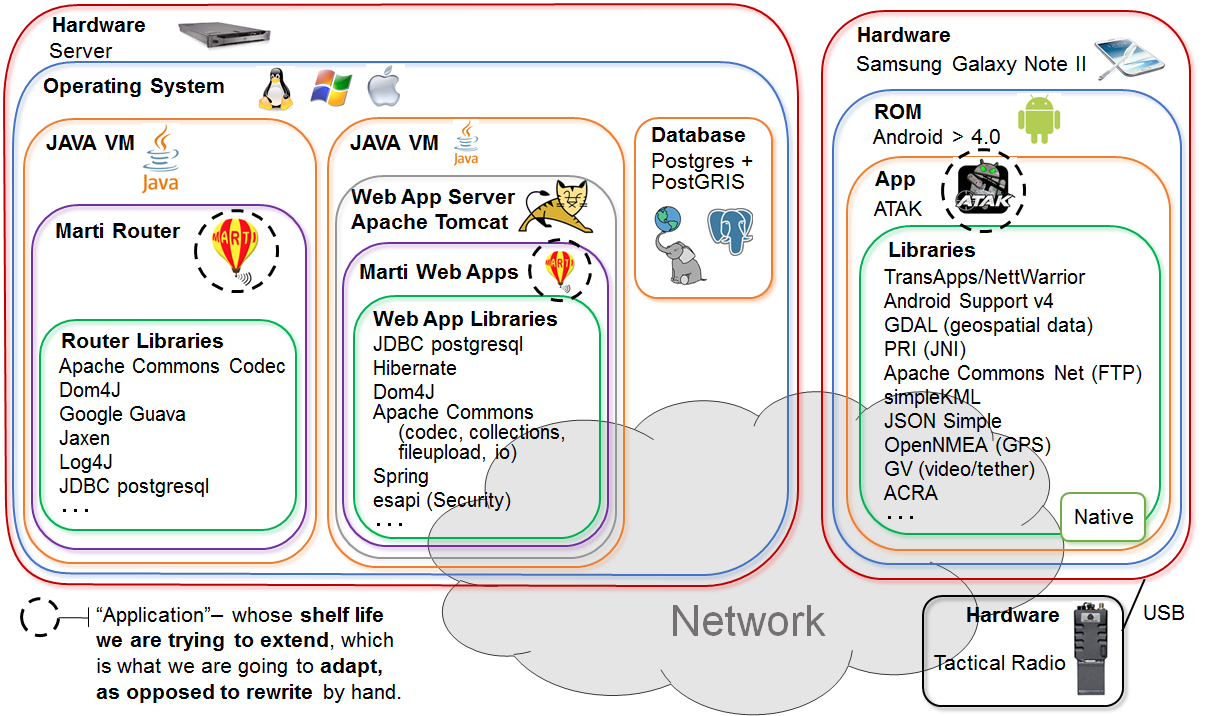 Hardware
Server
Operating System
JAVA VM
Java
Marti Router
MARTI
Router Libraries
Apache Commons Codec
Dom4J
Google Guava
Jaxen
Log4J
JDBC postgresql
...
JAVA VM
Java
Web App Server
Apache Tomcat
Marti Web Apps
MARTI
Web App Libraries
JDBC postgresql
Hibernate
Dom4J
Apache Commons
(codec, collections,
fileupload, io)
Spring
esapi (Security)
...
Database
Postgres +
PostGRIS
Hardware
Samsung Galaxy Note II
ROM
Android > 4.0
App
ATAK
ATAK
Libraries
TransApps/NettWarrior
Android Support v4
GDAL (geospatial data)
PRI (JNI)
Apache Commons Net (FTP)
simpleKML
JSON Simple
OpenNMEA (GPS)
GV (video/tether)
ACRA
...
Native
Network
Hardware
Tactical Radio
USB
“Application”– whose shelf life
we are trying to extend, which
is what we are going to adapt,
as opposed to rewrite by hand.